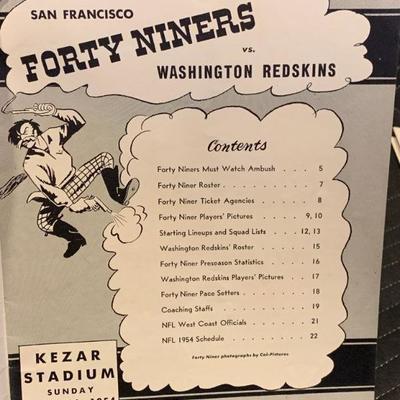 SAN FRANCISCO
FORTY NINERS
vs.
WASHINGTON REDSKINS
Contents
Forty Niners Must Watch Ambush . . . 5
Forty Niner Roster . . . . . . . . . 7
Forty Niner Ticket Agencies . . . . . 8
Forty Niner Players' Pictures . . . . 9, 10
Starting Lineups and Squad Lists . . . 12, 13
Washington Redskins' Roster . . . . . 15
Forty Niner Preseason Statistics . . . . 16
Washington Redskins Players' Pictures . . 17
Forty Niner Pace Setters . . . . . . 18
Coaching Staffs . . . . . . . . . 19
NFL West Coast Officials . . . . . . 21
NFL 1954 Schedule . . . . . . . . 22
Forty Niner photographs by Cal-Pictures
KEZAR
STADIUM
SUNDAY
1954